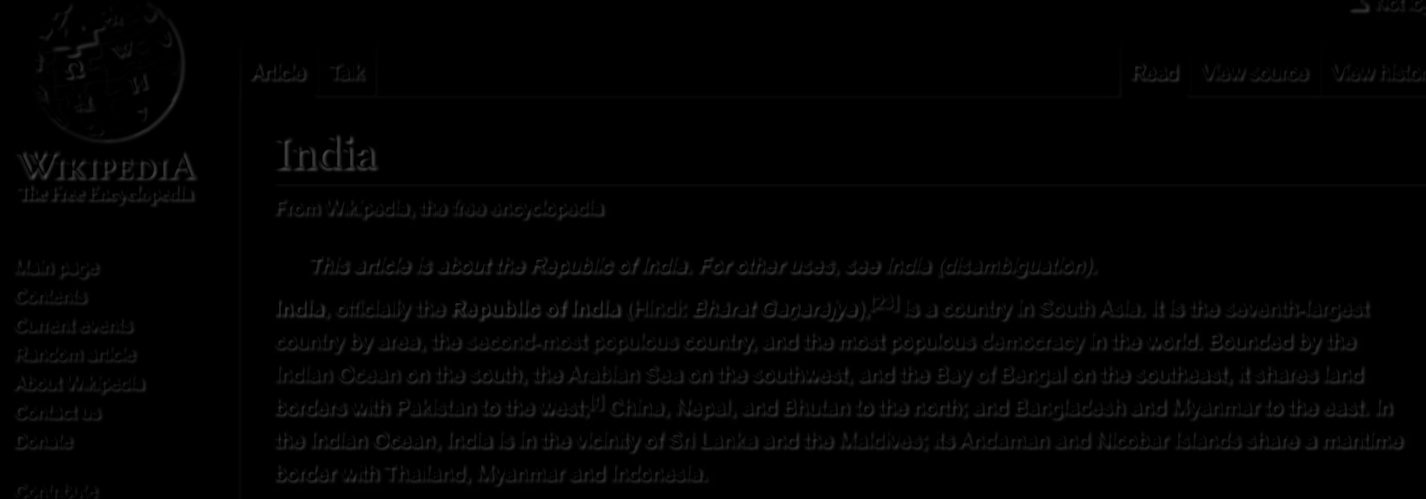 Not lo
Article Talk Read View source View histor
WIKIPEDIA
The Free Encyclopedia
India
From Wikipedia, the free encyclopedia
Main page
Contents
Current events
Random article
About Wikipedia
Contact us
Donate
Contribute
This article is about the Republic of India. For other uses, see India (disambiguation).
India, officially the Republic of India (Hindi: Bhārat Gaṇarājya),[23] is a country in South Asia. It is the seventh-largest
country by area, the second-most populous country, and the most populous democracy in the world. Bounded by the
Indian Ocean on the south, the Arabian Sea on the southwest, and the Bay of Bengal on the southeast, it shares land
borders with Pakistan to the west;[f] China, Nepal, and Bhutan to the north; and Bangladesh and Myanmar to the east. In
the Indian Ocean, India is in the vicinity of Sri Lanka and the Maldives; its Andaman and Nicobar Islands share a maritime
border with Thailand, Myanmar and Indonesia.